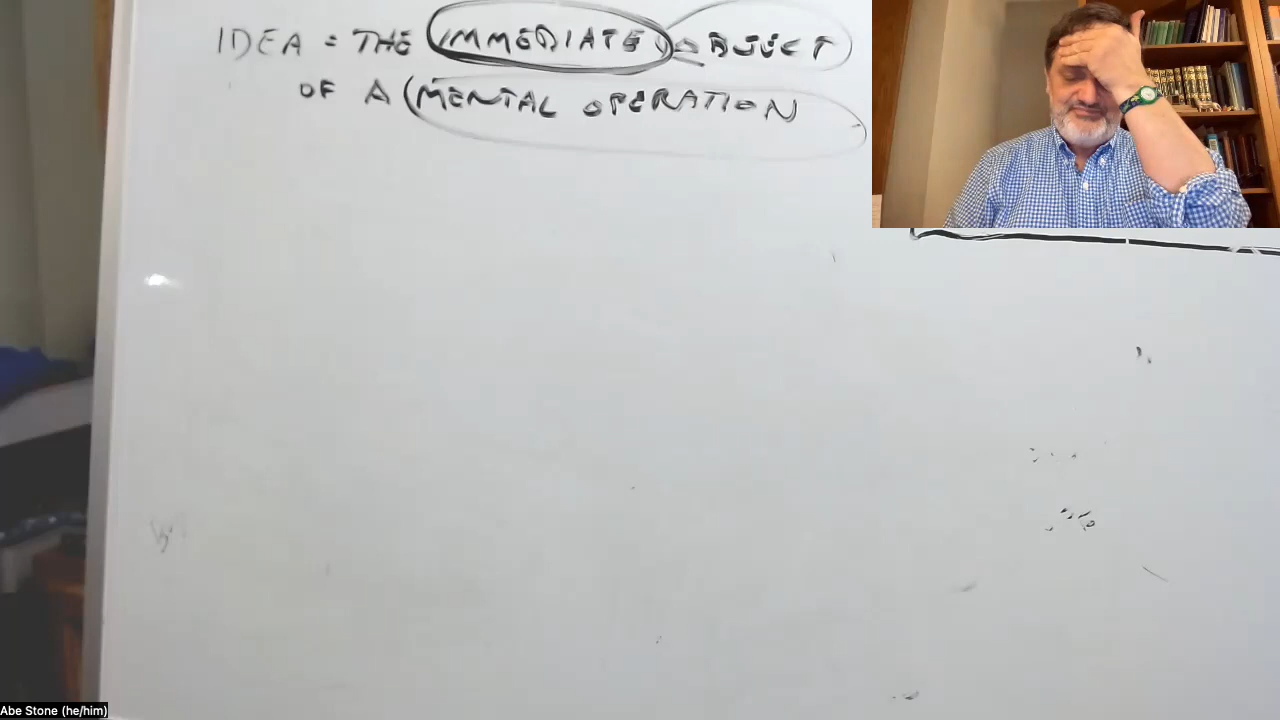 IDEA = THE IMMEDIATE OBJECT
OF A MENTAL OPERATION
Abe Stone (he/him)